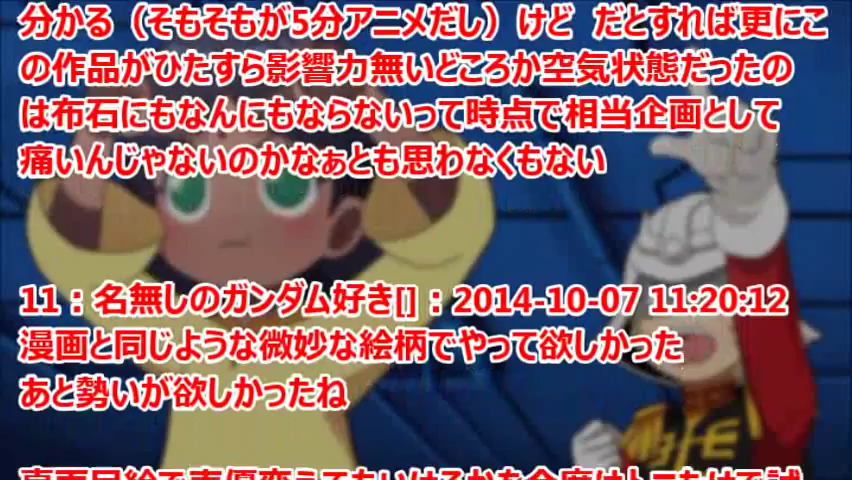 分かる（そもそもが5分アニメだし）けど　だとすれば更にこ
の作品がひたすら影響力無いどころか空気状態だったの
は布石にもなんにもならないって時点で相当企画として
痛いんじゃないのかなぁとも思わなくもない
11：名無しのガンダム好き[]：2014-10-07 11:20:12
漫画と同じような微妙な絵柄でやって欲しかった
あと勢いが欲しかったね